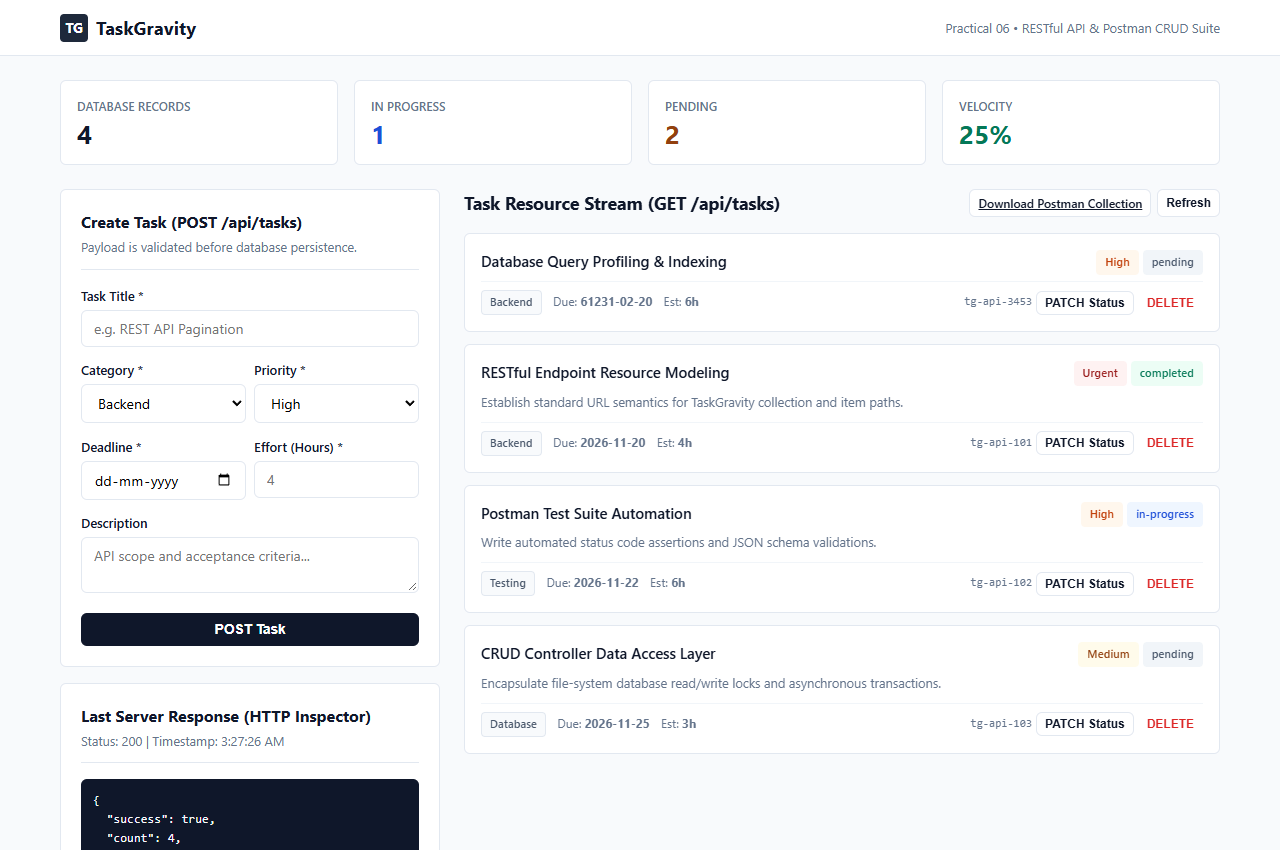 TG TaskGravity
Practical 06 • RESTful API & Postman CRUD Suite
DATABASE RECORDS
4
IN PROGRESS
1
PENDING
2
VELOCITY
25%
Create Task (POST /api/tasks)
Payload is validated before database persistence.
Task Title *
e.g. REST API Pagination
Category *
Priority *
Backend
High
Deadline *
Effort (Hours) *
dd-mm-yyyy
4
Description
API scope and acceptance criteria...
POST Task
Last Server Response (HTTP Inspector)
Status: 200 | Timestamp: 3:27:26 AM
{
"success": true,
"count": 4,
Task Resource Stream (GET /api/tasks)
Download Postman Collection
Refresh
Database Query Profiling & Indexing
High pending
Backend Due: 61231-02-20 Est: 6h
tg-api-3453 PATCH Status DELETE
RESTful Endpoint Resource Modeling
Urgent completed
Establish standard URL semantics for TaskGravity collection and item paths.
Backend Due: 2026-11-20 Est: 4h
tg-api-101 PATCH Status DELETE
Postman Test Suite Automation
High in-progress
Write automated status code assertions and JSON schema validations.
Testing Due: 2026-11-22 Est: 6h
tg-api-102 PATCH Status DELETE
CRUD Controller Data Access Layer
Medium pending
Encapsulate file-system database read/write locks and asynchronous transactions.
Database Due: 2026-11-25 Est: 3h
tg-api-103 PATCH Status DELETE